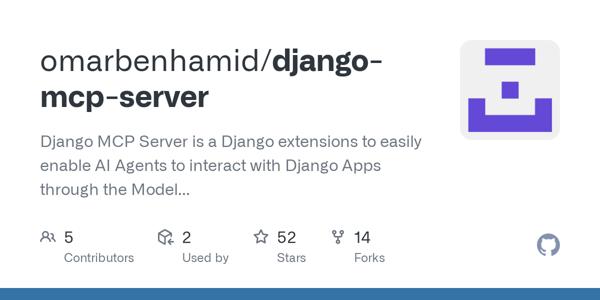 omarbenhamid/django-
mcp-server
Django MCP Server is a Django extensions to easily
enable AI Agents to interact with Django Apps
through the Model...
5 2 52 14
Contributors Used by Stars Forks